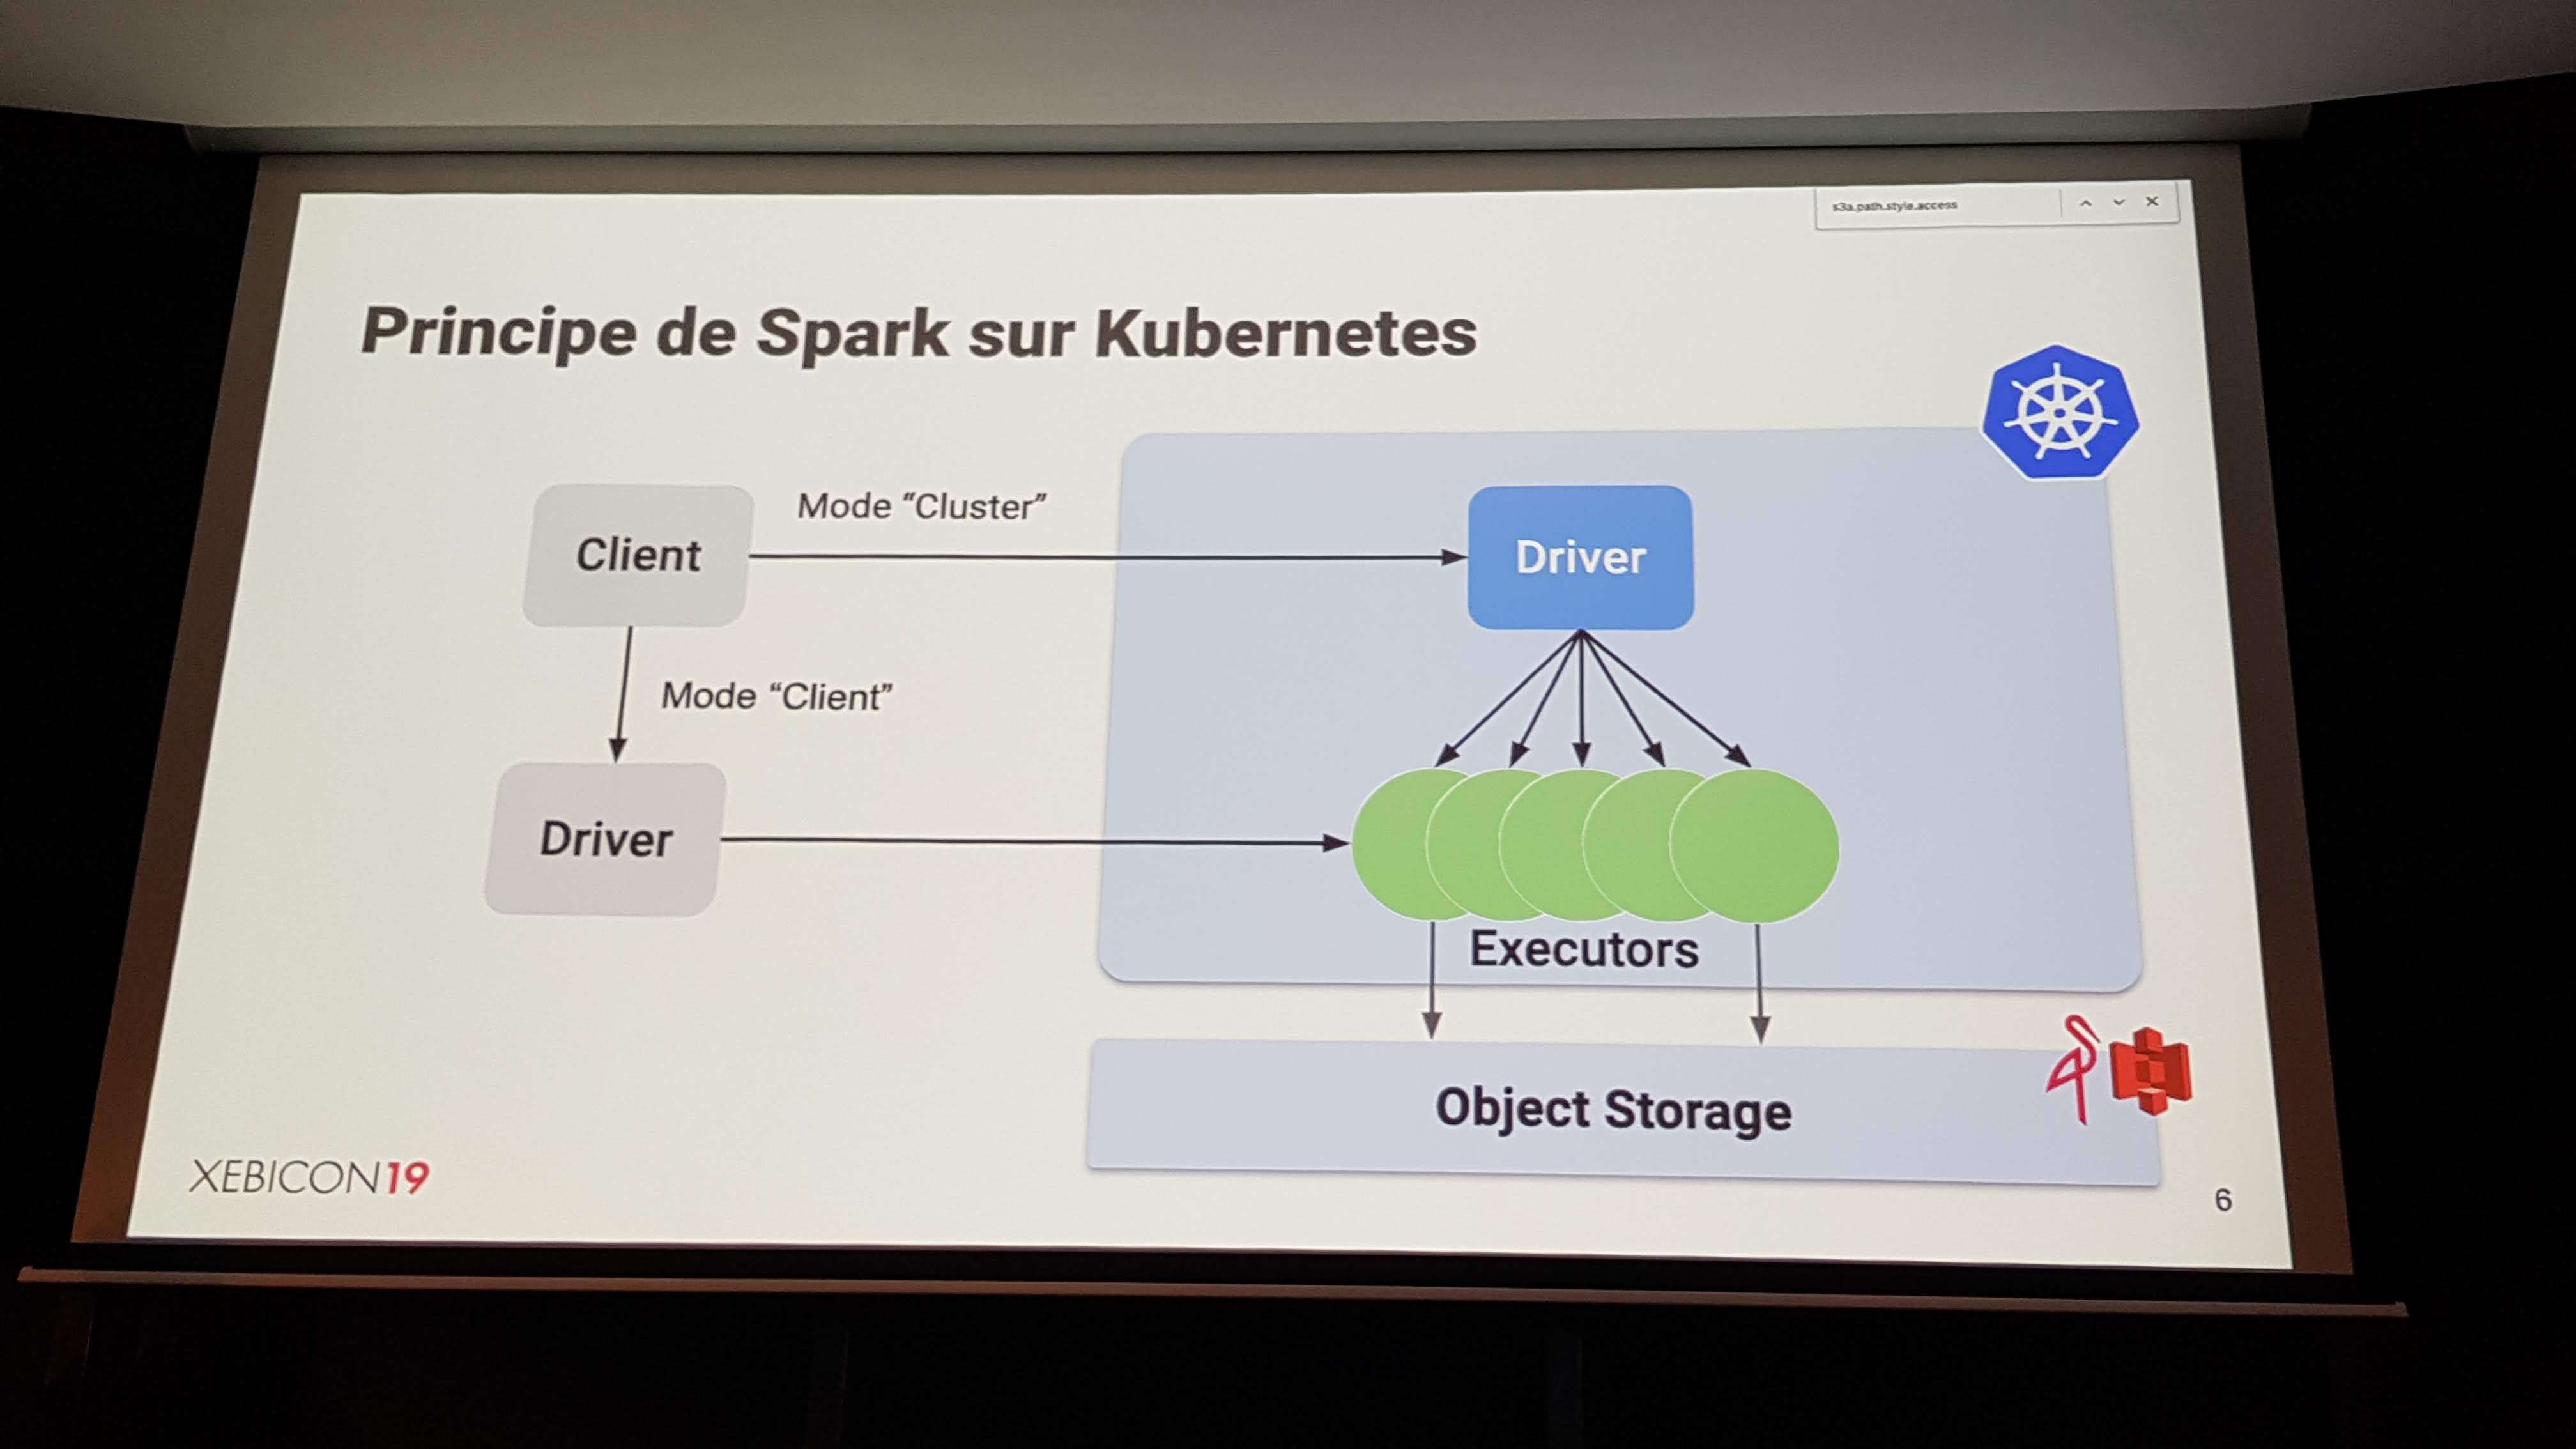 s3a.path.style.access
Principe de Spark sur Kubernetes
Client
Mode “Cluster”
Driver
Mode “Client”
Driver
Executors
Object Storage
XEBICON19
6